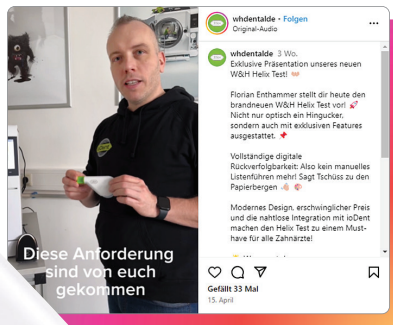 whdentalde • Folgen
Original-Audio
whdentalde 3 Wo.
Exklusive Präsentation unseres neuen
W&H Helix Test!
Florian Enthammer stellt dir heute den
brandneuen W&H Helix Test vor! 🚀
Nicht nur optisch ein Hingucker,
sondern auch mit exklusiven Features
ausgestattet. 📌
Vollständige digitale
Rückverfolgbarkeit: Also kein manuelles
Listenführen mehr! Sagt Tschüss zu den
Papierbergen
Modernes Design, erschwinglicher Preis
und die nahtlose Integration mit ioDent
machen den Helix Test zu einem Must-
have für alle Zahnärzte!
Diese Anforderung
sind von euch
gekommen
Gefällt 33 Mal
15. April